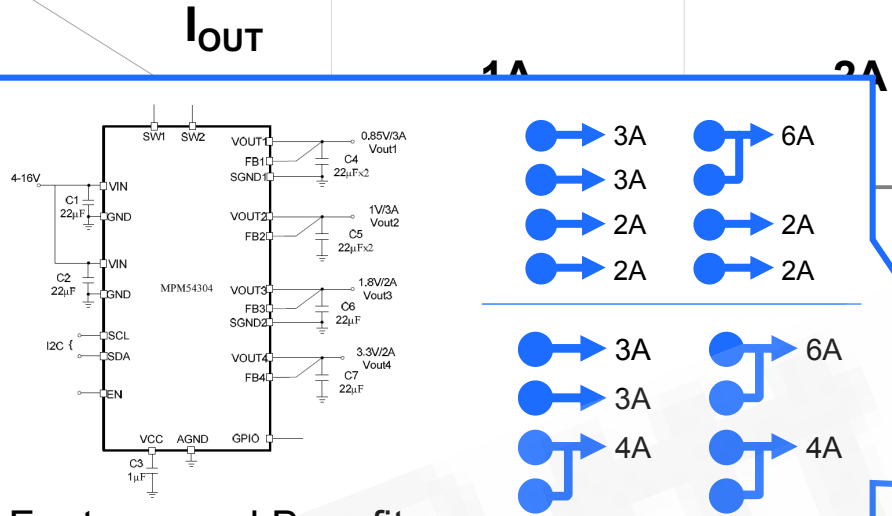 IOUT
1A
2A
SW1 SW2
4-16V
VIN
C1
22µF
GND
VIN
C2
22µF
GND
MPM54304
I2C {
SCL
SDA
EN
VCC AGND GPIO
C3
1µF
VOUT1
FB1
SGND1
0.85V/3A
Vout1
C4
22µFx2
VOUT2
FB2
1V/3A
Vout2
C5
22µFx2
VOUT3
FB3
SGND2
1.8V/2A
Vout3
C6
22µF
VOUT4
FB4
3.3V/2A
Vout4
C7
22µF
3A
3A
2A
2A
6A
2A
2A
3A
3A
4A
6A
4A